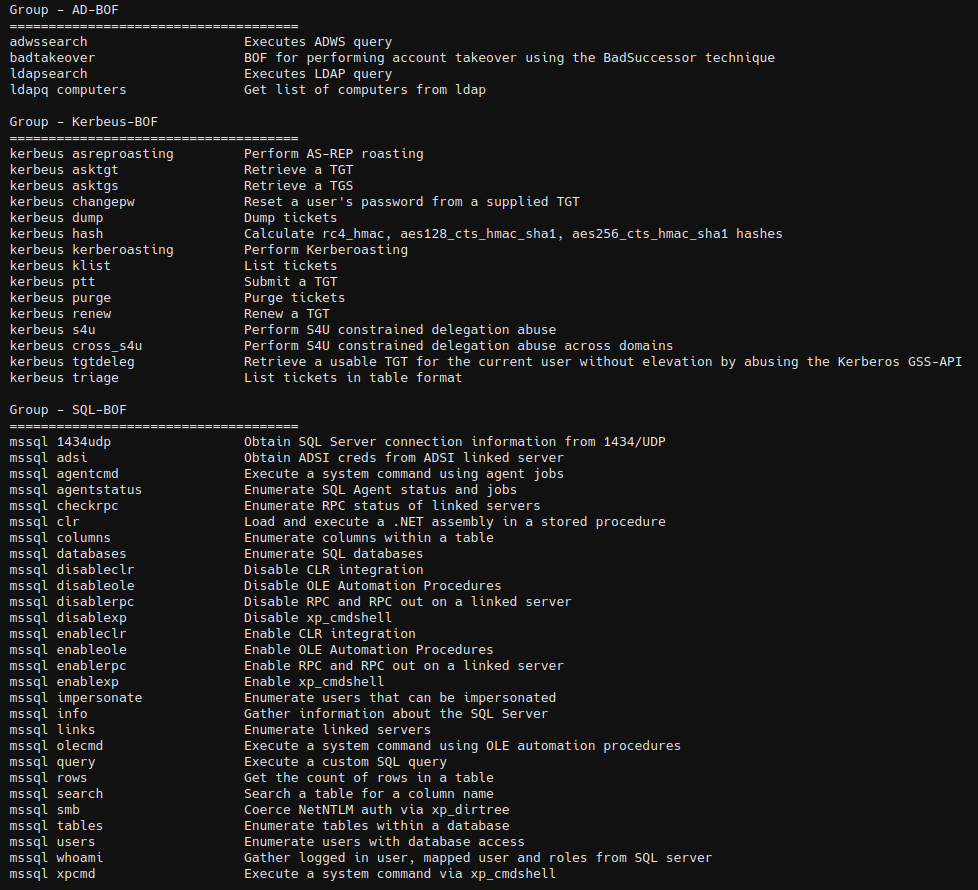 Group - AD-BOF
=====================================
adwssearch Executes ADWS query
badtakeover BOF for performing account takeover using the BadSuccessor technique
ldapsearch Executes LDAP query
ldapq computers Get list of computers from ldap
Group - Kerbeus-BOF
=====================================
kerbeus asreproasting Perform AS-REP roasting
kerbeus asktgt Retrieve a TGT
kerbeus asktgs Retrieve a TGS
kerbeus changepw Reset a user's password from a supplied TGT
kerbeus dump Dump tickets
kerbeus hash Calculate rc4_hmac, aes128_cts_hmac_sha1, aes256_cts_hmac_sha1 hashes
kerbeus kerberoasting Perform Kerberoasting
kerbeus klist List tickets
kerbeus ptt Submit a TGT
kerbeus purge Purge tickets
kerbeus renew Renew a TGT
kerbeus s4u Perform S4U constrained delegation abuse
kerbeus cross_s4u Perform S4U constrained delegation abuse across domains
kerbeus tgtdeleg Retrieve a usable TGT for the current user without elevation by abusing the Kerberos GSS-API
kerbeus triage List tickets in table format
Group - SQL-BOF
=====================================
mssql 1434udp Obtain SQL Server connection information from 1434/UDP
mssql adsi Obtain ADSI creds from ADSI linked server
mssql agentcmd Execute a system command using agent jobs
mssql agentstatus Enumerate SQL Agent status and jobs
mssql checkrpc Enumerate RPC status of linked servers
mssql clr Load and execute a .NET assembly in a stored procedure
mssql columns Enumerate columns within a table
mssql databases Enumerate SQL databases
mssql disableclr Disable CLR integration
mssql disableole Disable OLE Automation Procedures
mssql disablerpc Disable RPC and RPC out on a linked server
mssql disablexp Disable xp_cmdshell
mssql enableclr Enable CLR integration
mssql enableole Enable OLE Automation Procedures
mssql enablerpc Enable RPC and RPC out on a linked server
mssql enablexp Enable xp_cmdshell
mssql impersonate Enumerate users that can be impersonated
mssql info Gather information about the SQL Server
mssql links Enumerate linked servers
mssql olecmd Execute a system command using OLE automation procedures
mssql query Execute a custom SQL query
mssql rows Get the count of rows in a table
mssql search Search a table for a column name
mssql smb Coerce NetNTLM auth via xp_dirtree
mssql tables Enumerate tables within a database
mssql users Enumerate users with database access
mssql whoami Gather logged in user, mapped user and roles from SQL server
mssql xpcmd Execute a system command via xp_cmdshell